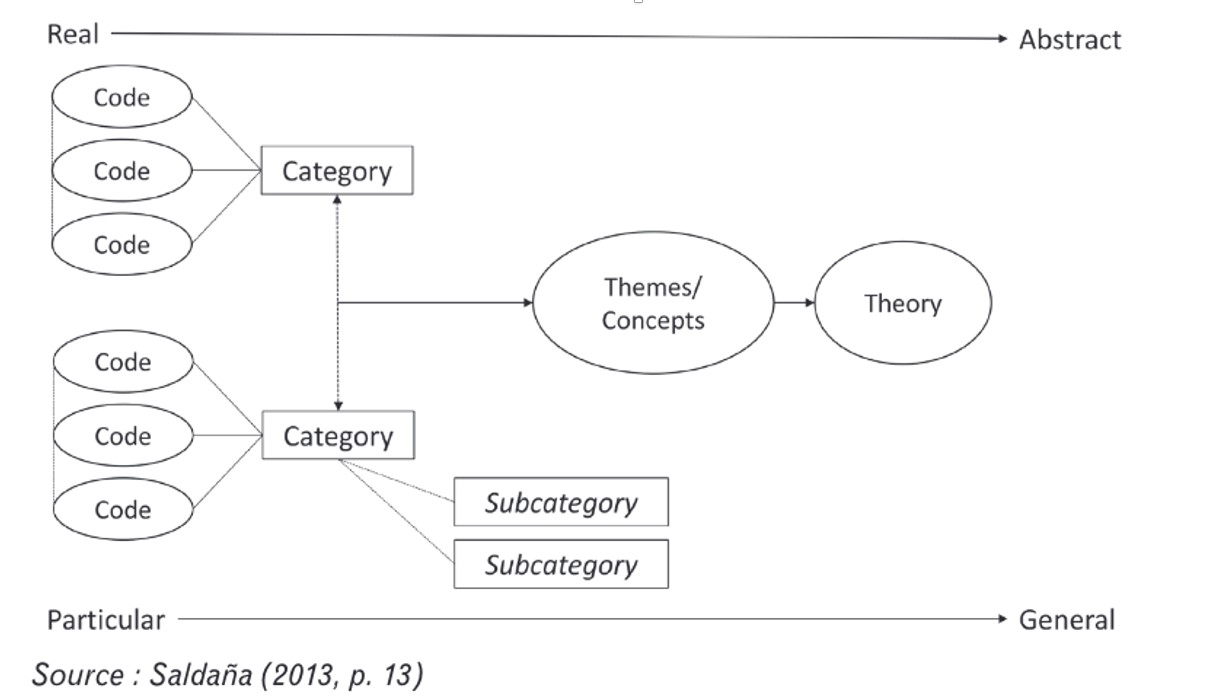 Real
Abstract
Code
Code
Category
Code
Themes/
Concepts
Theory
Code
Code
Category
Code
Subcategory
Subcategory
Particular
General
Source : Saldaña (2013, p. 13)